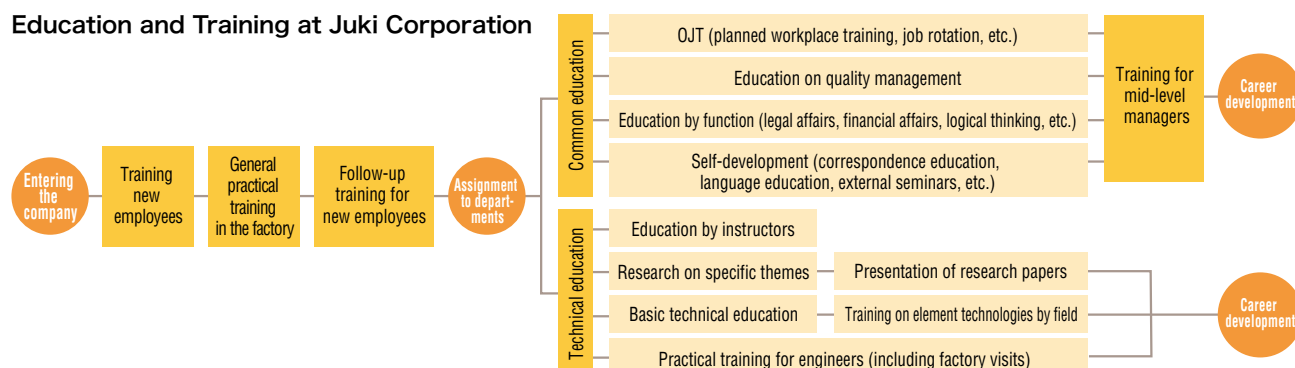 Education and Training at Juki Corporation
Entering
the
company
Training
new
employees
General
practical
training
in the factory
Follow-up
training for
new employees
Assignment
to depart-
ments
Common education
OJT (planned workplace training, job rotation, etc.)
Education on quality management
Education by function (legal affairs, financial affairs, logical thinking, etc.)
Self-development (correspondence education,
language education, external seminars, etc.)
Training for
mid-level
managers
Career
development
Technical education
Education by instructors
Research on specific themes
Presentation of research papers
Basic technical education
Training on element technologies by field
Practical training for engineers (including factory visits)
Career
development